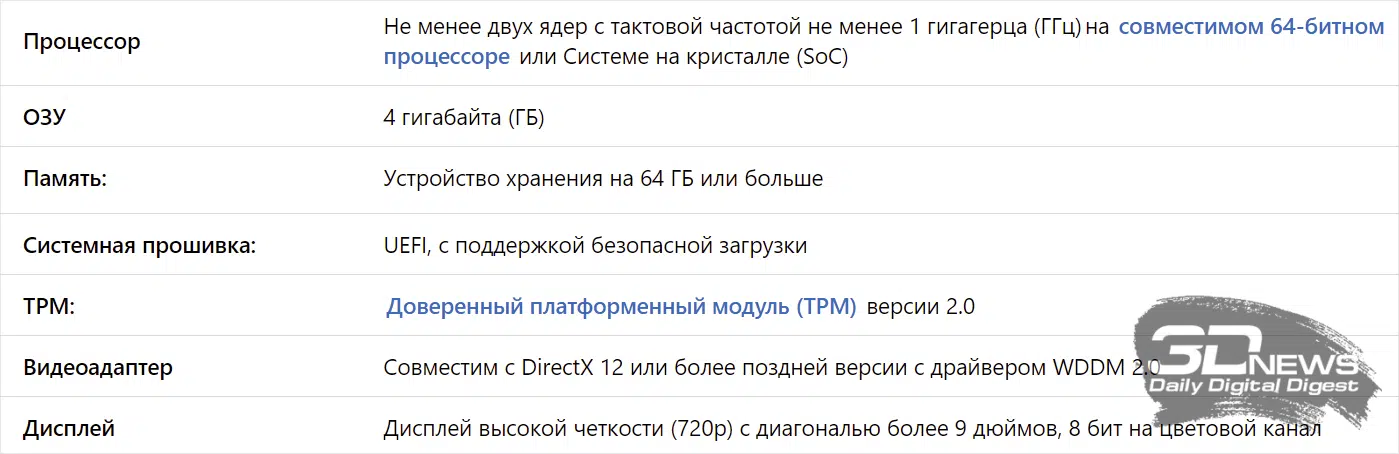 Процессор
Не менее двух ядер с тактовой частотой не менее 1 гигагерца (ГГц) на совместимом 64-битном
процессоре или Системе на кристалле (SoC)
ОЗУ
4 гигабайта (ГБ)
Память:
Устройство хранения на 64 ГБ или больше
Системная прошивка:
UEFI, с поддержкой безопасной загрузки
TPM:
Доверенный платформенный модуль (TPM) версии 2.0
Видеоадаптер
Совместим с DirectX 12 или более поздней версии с драйвером WDDM 2.0
Дисплей
Дисплей высокой четкости (720p) с диагональю более 9 дюймов, 8 бит на цветовой канал
3DNEWS
Daily Digital Digest